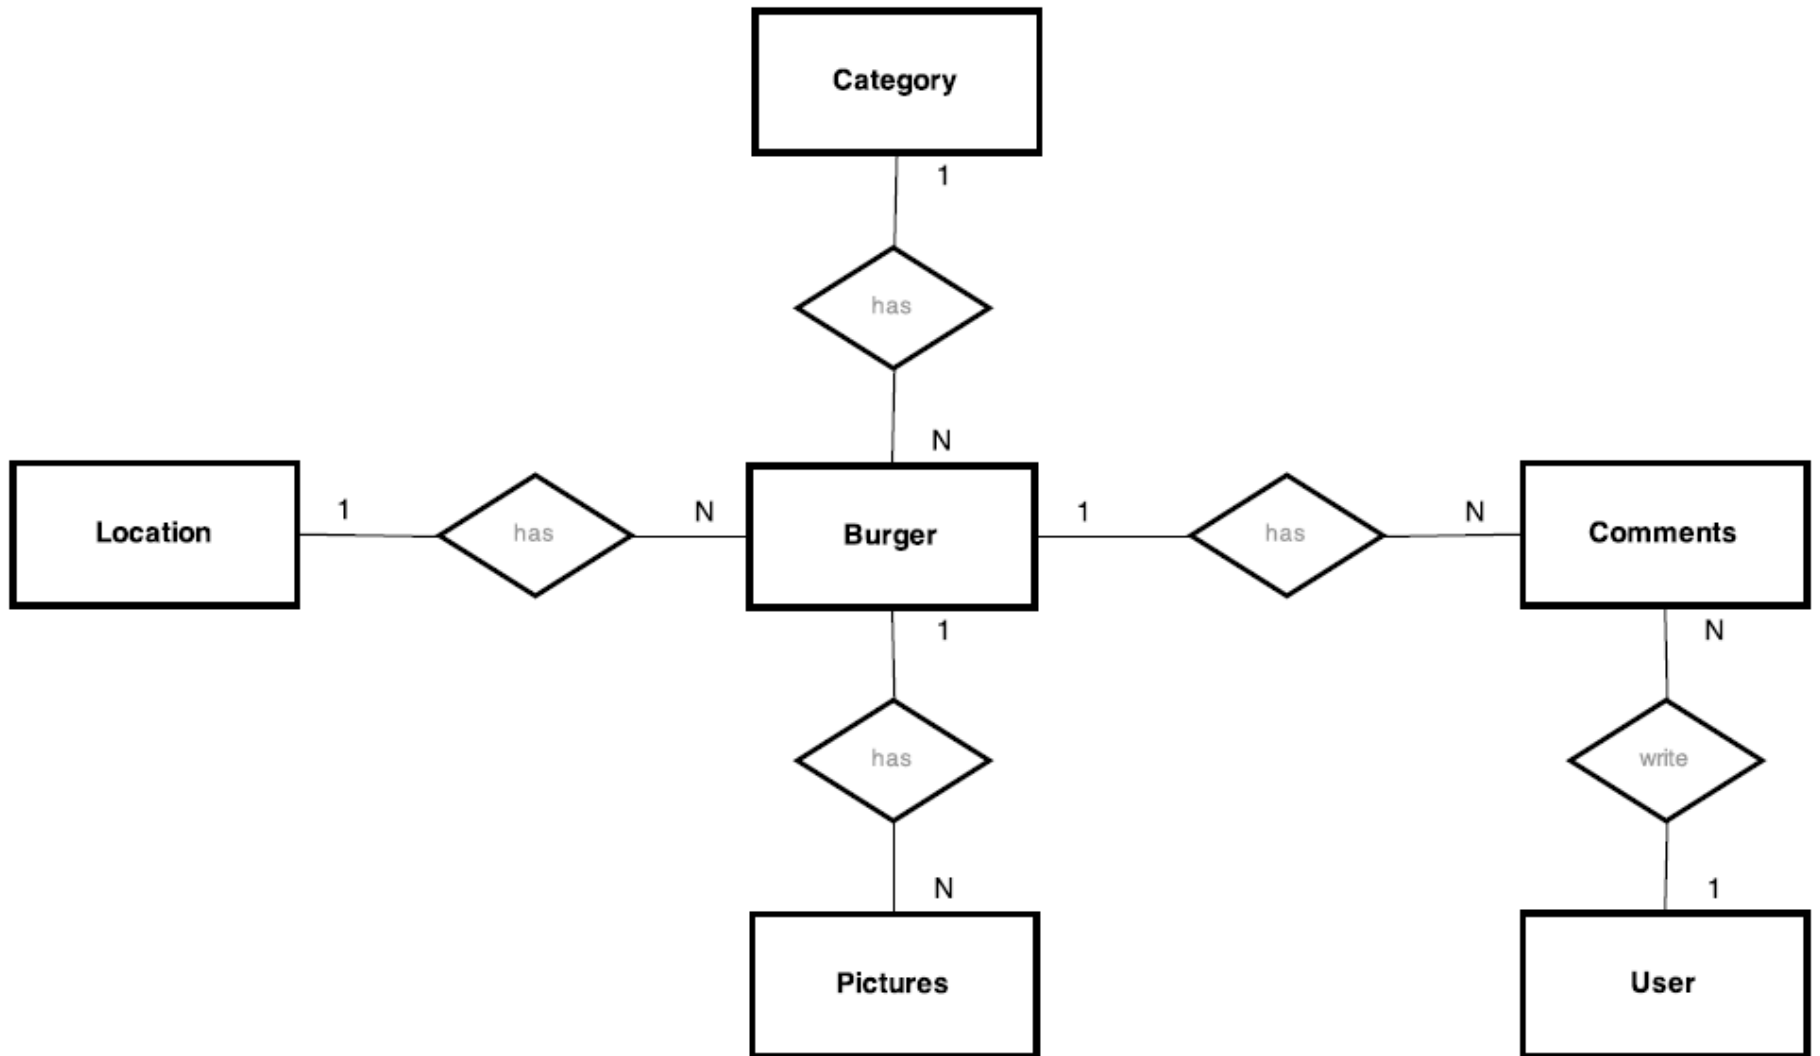 Category
1
has
N
Location
1
has
N
Burger
1
has
N
Comments
1
N
has
write
N
1
Pictures
User